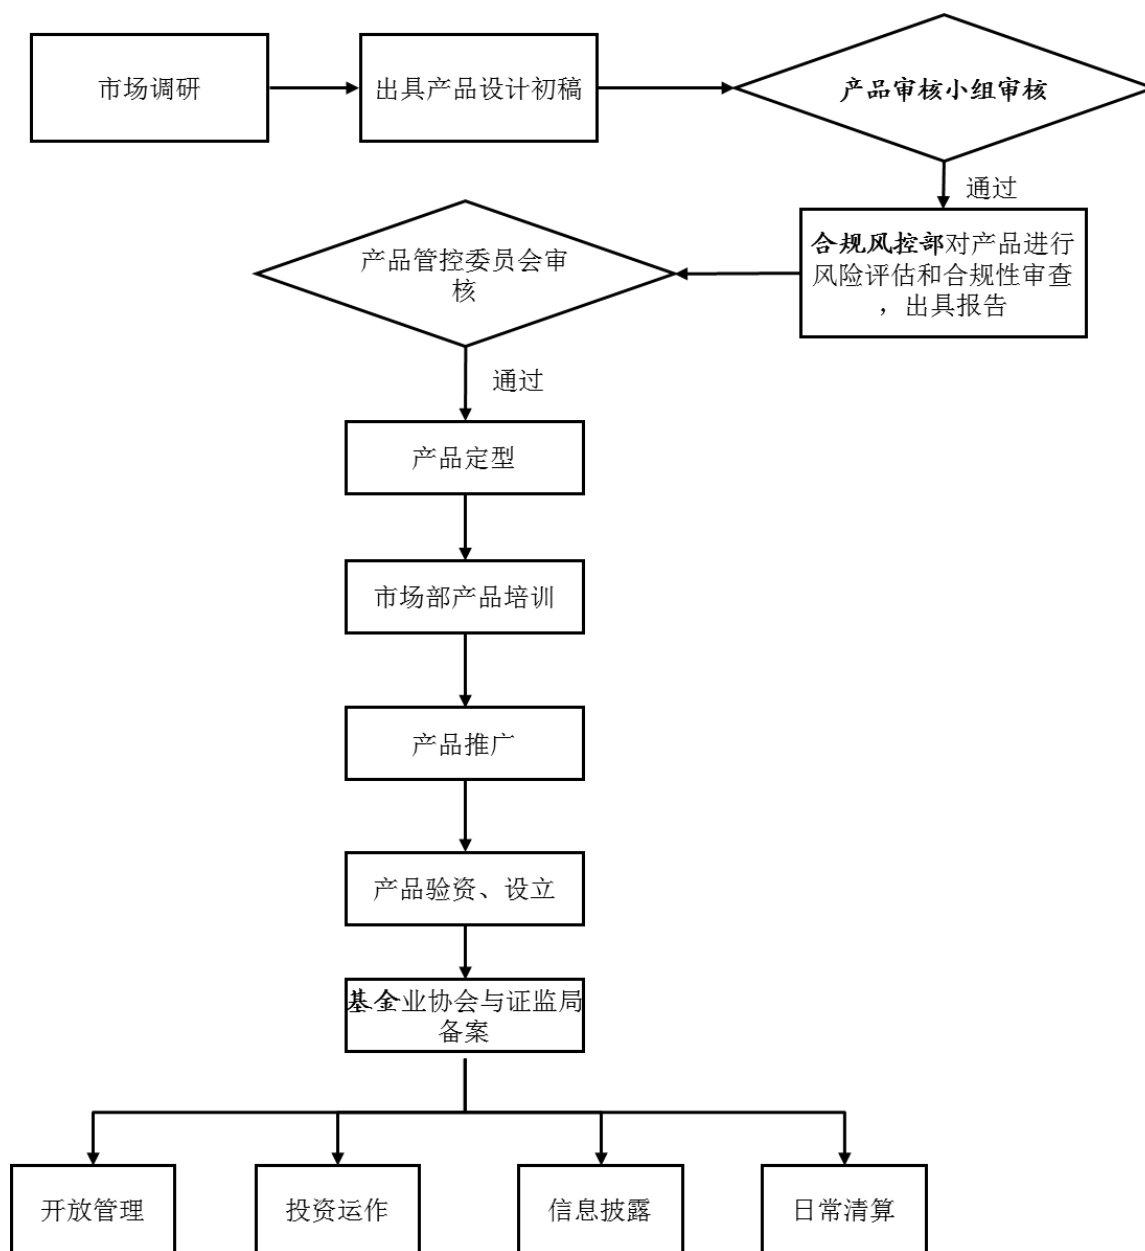 市场调研
出具产品设计初稿
产品审核小组审核
通过
合规风控部对产品进行
风险评估和合规性审查
，出具报告
产品管控委员会审
核
通过
产品定型
市场部产品培训
产品推广
产品验资、设立
基金业协会与证监局
备案
开放管理
投资运作
信息披露
日常清算